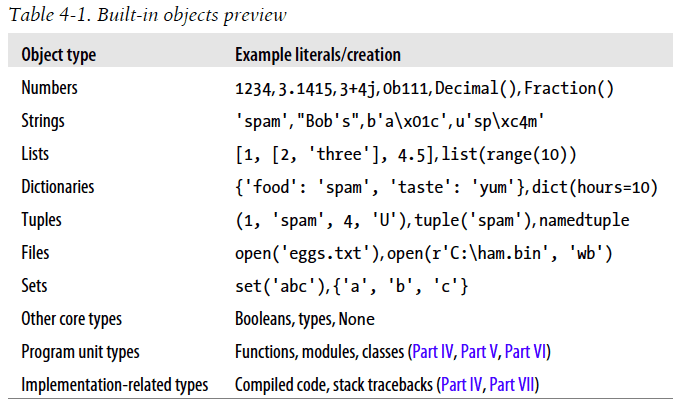 Table 4-1. Built-in objects preview
Object type Example literals/creation
Numbers 1234, 3.1415, 3+4j, 0b111, Decimal(), Fraction()
Strings 'spam', "Bob's", b'a\x01c', u'sp\xc4m'
Lists [1, [2, 'three'], 4.5], list(range(10))
Dictionaries {'food': 'spam', 'taste': 'yum'}, dict(hours=10)
Tuples (1, 'spam', 4, 'U'), tuple('spam'), namedtuple
Files open('eggs.txt'), open(r'C:\ham.bin', 'wb')
Sets set('abc'), {'a', 'b', 'c'}
Other core types Booleans, types, None
Program unit types Functions, modules, classes (Part IV, Part V, Part VI)
Implementation-related types Compiled code, stack tracebacks (Part IV, Part VII)